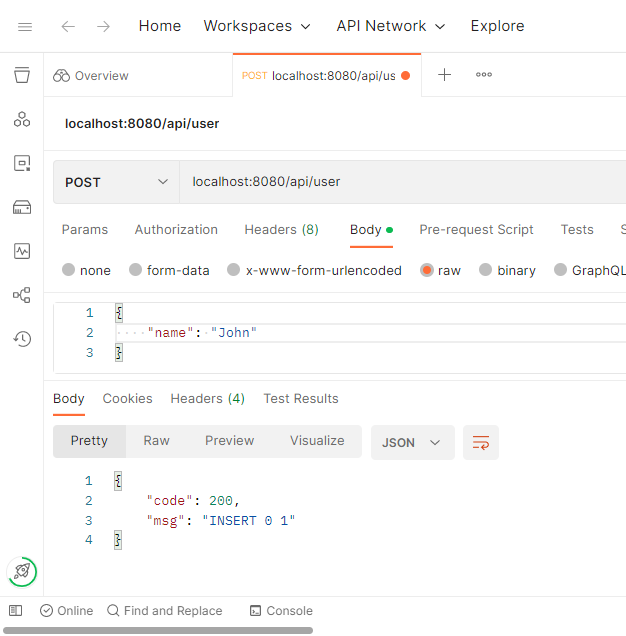 Home Workspaces API Network Explore
Overview POST localhost:8080/api/us
localhost:8080/api/user
POST localhost:8080/api/user
Params Authorization Headers (8) Body Pre-request Script Tests S
none form-data x-www-form-urlencoded raw binary GraphQL
1 {
2 "name": "John"
3 }
Body Cookies Headers (4) Test Results
Pretty Raw Preview Visualize JSON
1 {
2 "code": 200,
3 "msg": "INSERT 0 1"
4 }
Online Find and Replace Console